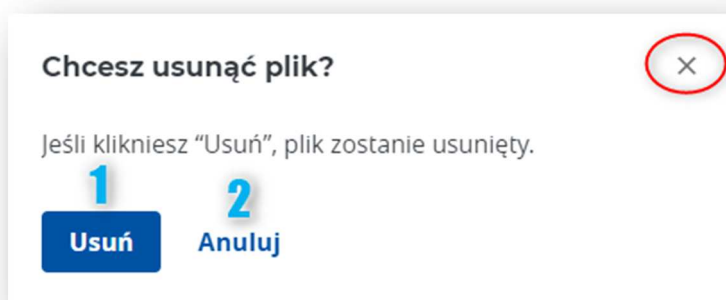 Chcesz usunąć plik?
Jeśli klikniesz “Usuń”, plik zostanie usunięty.
1 2
Usuń Anuluj